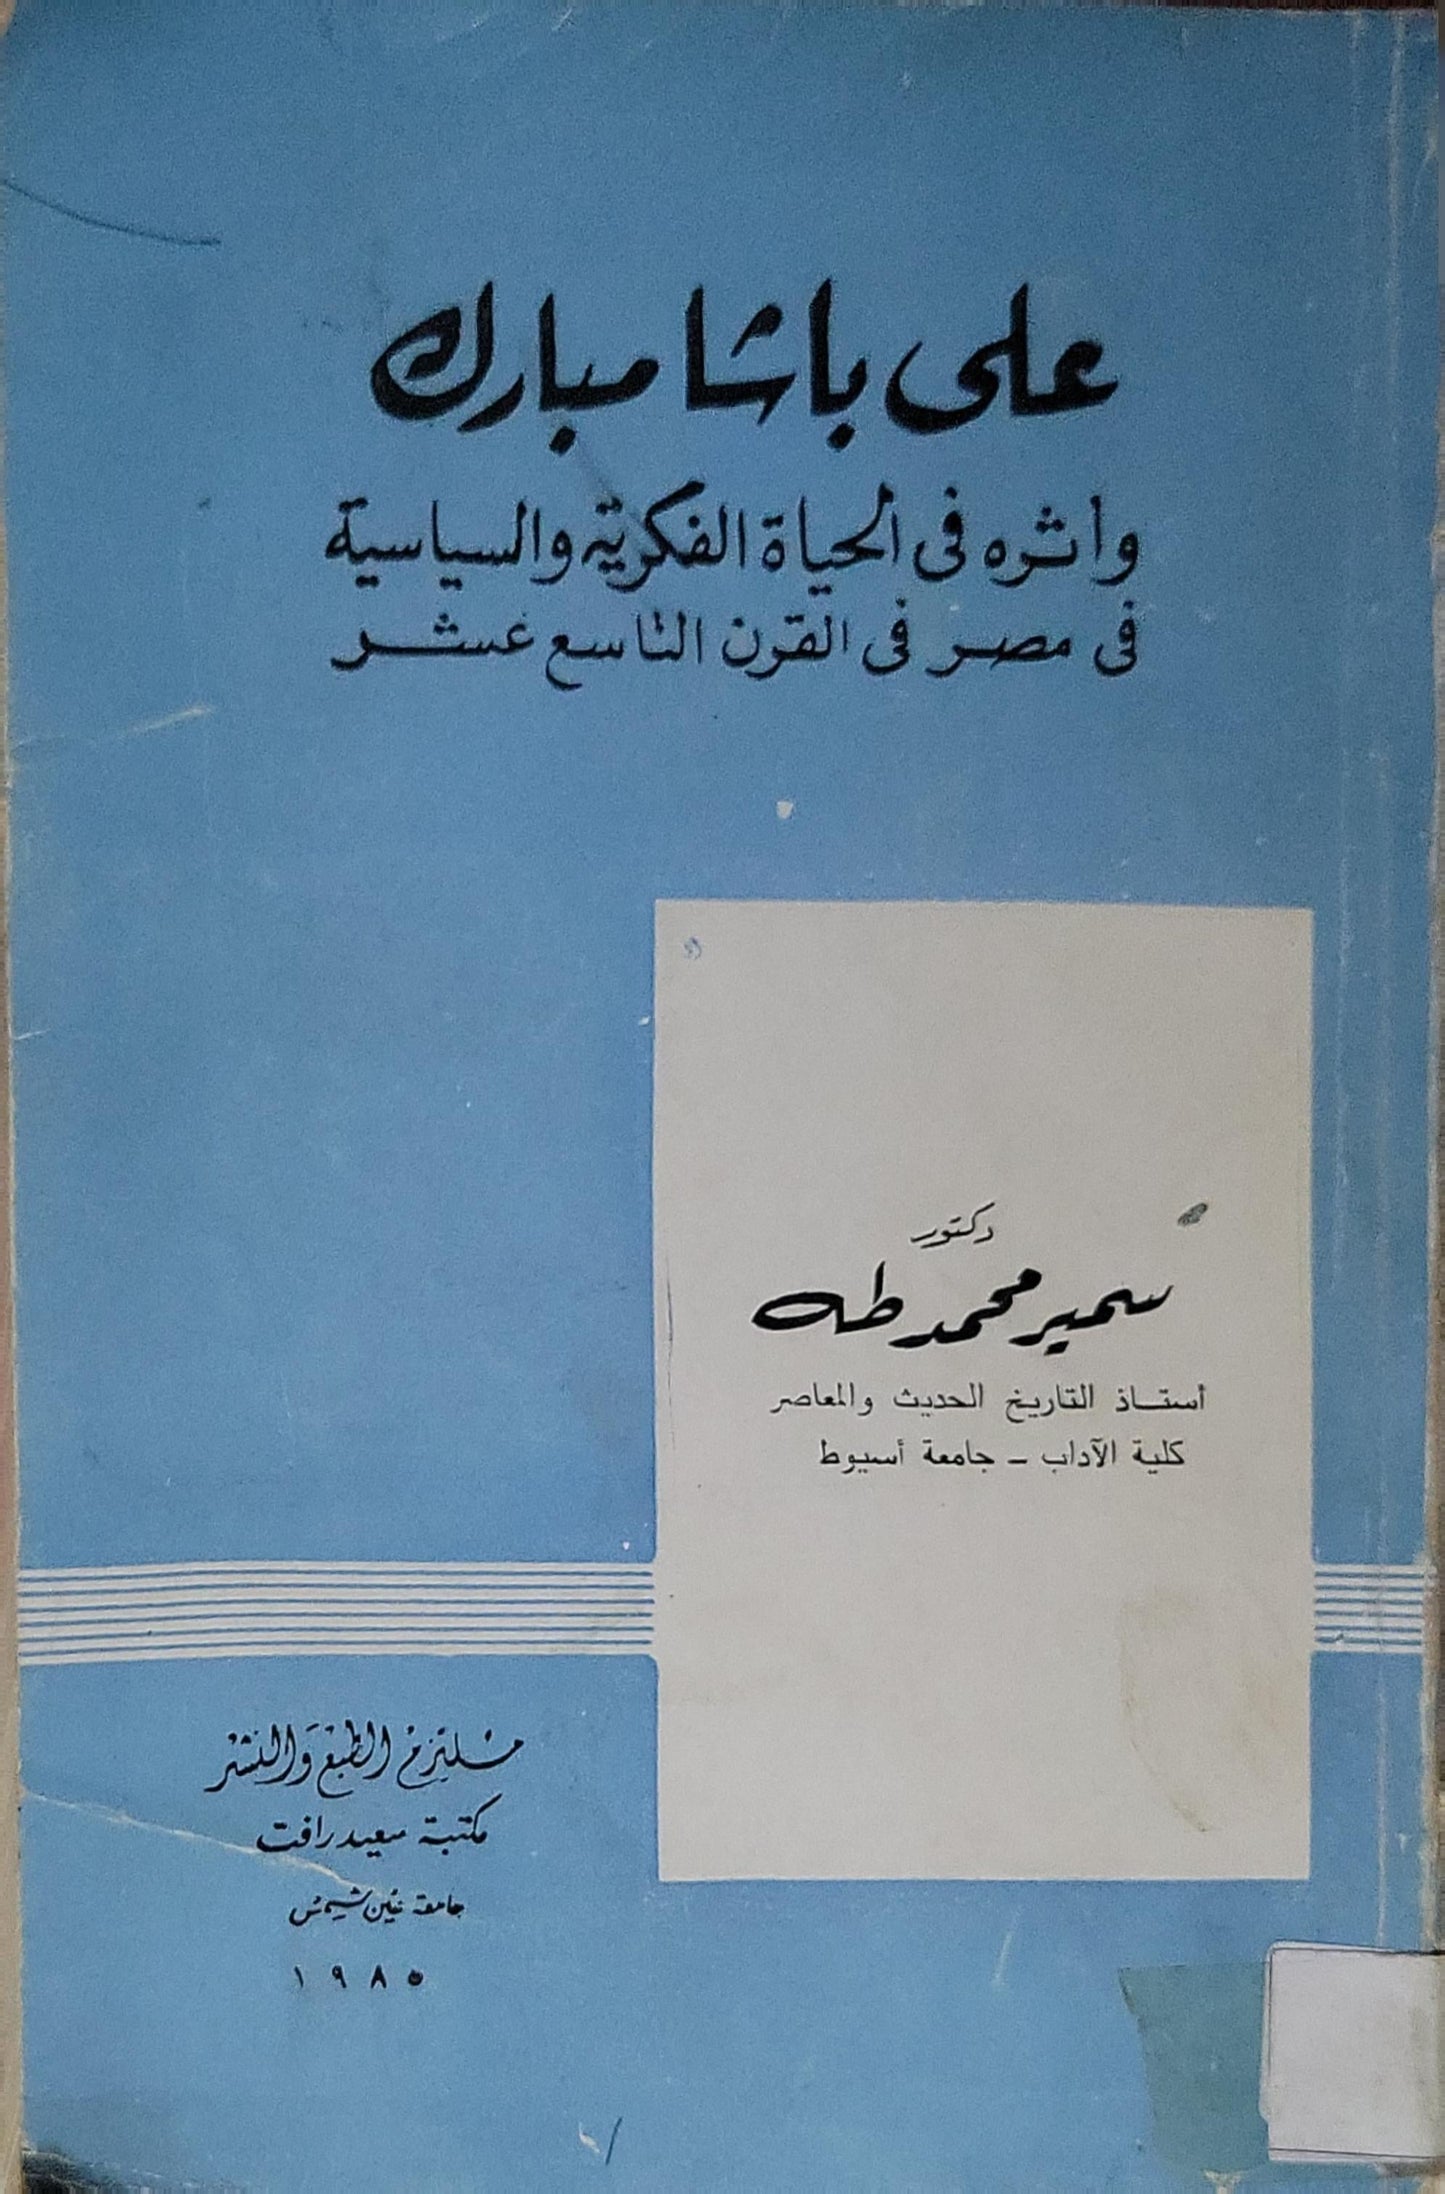 على باشا مبارك
وأثره فى الحياة الفكرية والسياسية
فى مصر فى القرن التاسع عشر
دكتور
سمير محمد طه
أستاذ التاريخ الحديث والمعاصر
كلية الآداب - جامعة أسيوط
ملتزم الطبع والنشر
مكتبة سعيد رافت
جامعة عين شمس
١٩٨٥